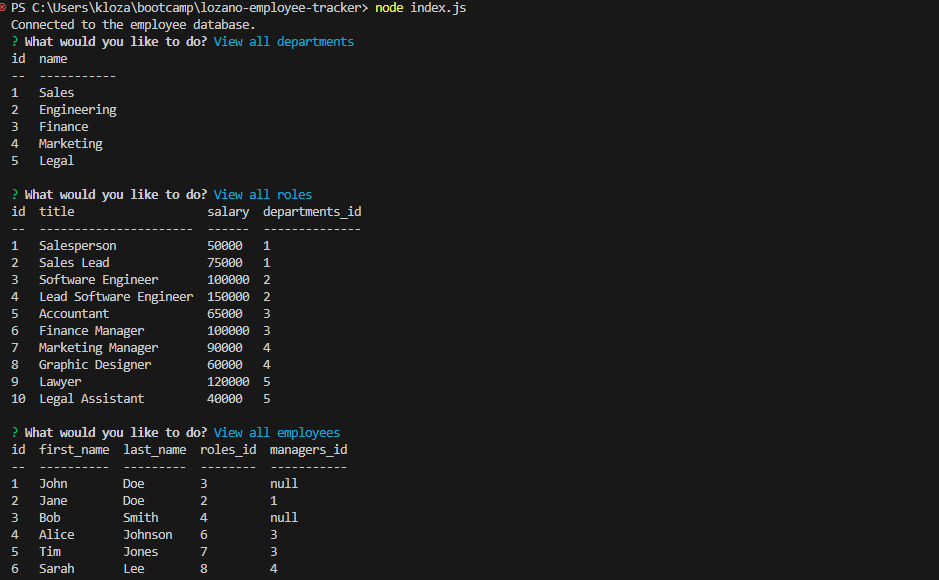 PS C:\Users\kloza\bootcamp\lozano-employee-tracker> node index.js
Connected to the employee database.
? What would you like to do? View all departments
id  name
--  -----------
1   Sales
2   Engineering
3   Finance
4   Marketing
5   Legal
? What would you like to do? View all roles
id  title                   salary  departments_id
--  ----------------------  ------  --------------
1   Salesperson             50000   1
2   Sales Lead              75000   1
3   Software Engineer       100000  2
4   Lead Software Engineer  150000  2
5   Accountant              65000   3
6   Finance Manager         100000  3
7   Marketing Manager       90000   4
8   Graphic Designer        60000   4
9   Lawyer                  120000  5
10  Legal Assistant         40000   5
? What would you like to do? View all employees
id  first_name  last_name  roles_id  managers_id
--  ----------  ---------  --------  -----------
1   John        Doe        3         null
2   Jane        Doe        2         1
3   Bob         Smith      4         null
4   Alice       Johnson    6         3
5   Tim         Jones      7         3
6   Sarah       Lee        8         4